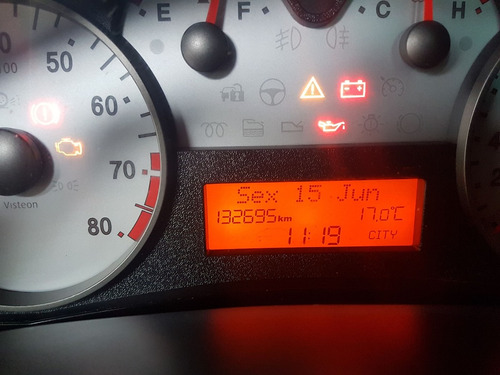 E F C H
50
60
70
80
Visteon
Sex 15 Jun
132695km 17.0°C
11:19 CITY